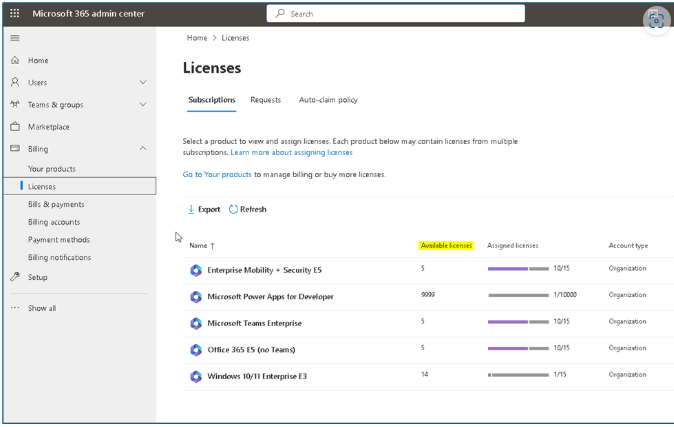 Microsoft 365 admin center
Search
Home
Users
Teams & groups
Marketplace
Billing
Your products
Licenses
Bills & payments
Billing accounts
Payment methods
Billing notifications
Setup
Show all
Home > Licenses
Licenses
Subscriptions Requests Auto-claim policy
Select a product to view and assign licenses. Each product below may contain licenses from multiple
subscriptions. Learn more about assigning licenses
Go to Your products to manage billing or buy more licenses.
Export Refresh
Name ↑ Available licenses Assigned licenses Account type
Enterprise Mobility + Security E5 5 10/15 Organization
Microsoft Power Apps for Developer 9999 1/10000 Organization
Microsoft Teams Enterprise 5 10/15 Organization
Office 365 E5 (no Teams) 5 10/15 Organization
Windows 10/11 Enterprise E3 14 1/15 Organization